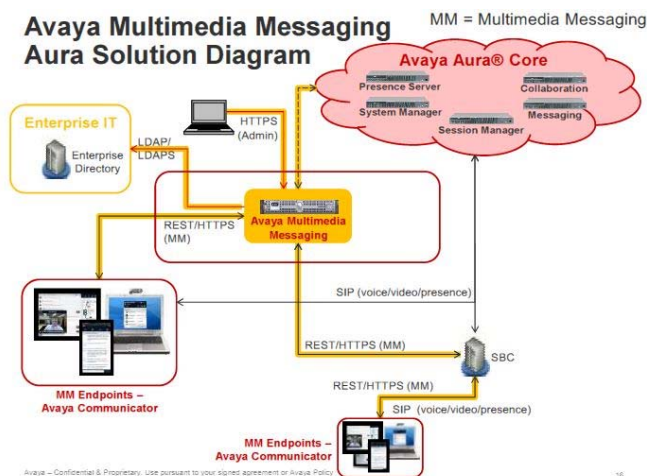 Avaya Multimedia Messaging
Aura Solution Diagram
MM = Multimedia Messaging
Avaya Aura® Core
Presence Server
Collaboration
System Manager
Messaging
Session Manager
Enterprise IT
Enterprise
Directory
LDAP/
LDAPS
HTTPS
(Admin)
REST/HTTPS
(MM)
Avaya Multimedia
Messaging
SIP (voice/video/presence)
MM Endpoints –
Avaya Communicator
REST/HTTPS (MM)
SBC
REST/HTTPS (MM)
SIP (voice/video/presence)
MM Endpoints –
Avaya Communicator
Avaya – Confidential & Proprietary. Use pursuant to your signed agreement or Avaya Policy
16